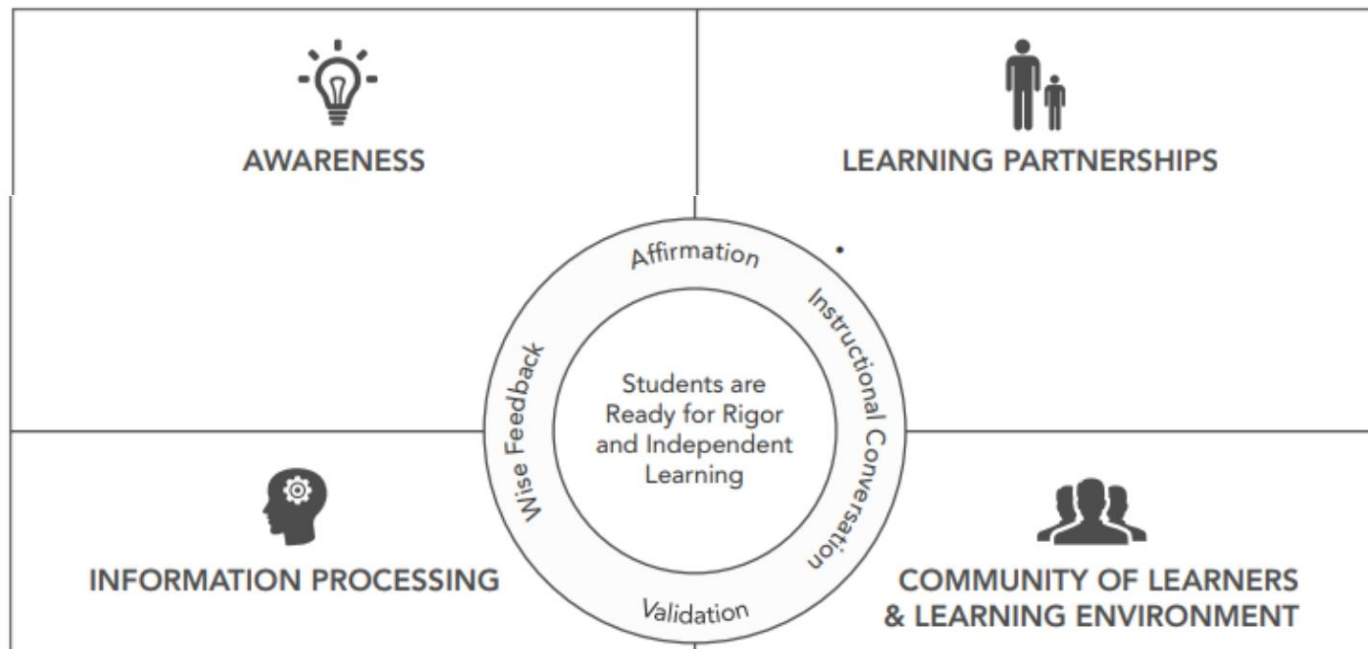 AWARENESS
LEARNING PARTNERSHIPS
Affirmation
Instructional Conversation
Wise Feedback
Students are
Ready for Rigor
and Independent
Learning
Validation
INFORMATION PROCESSING
COMMUNITY OF LEARNERS
& LEARNING ENVIRONMENT